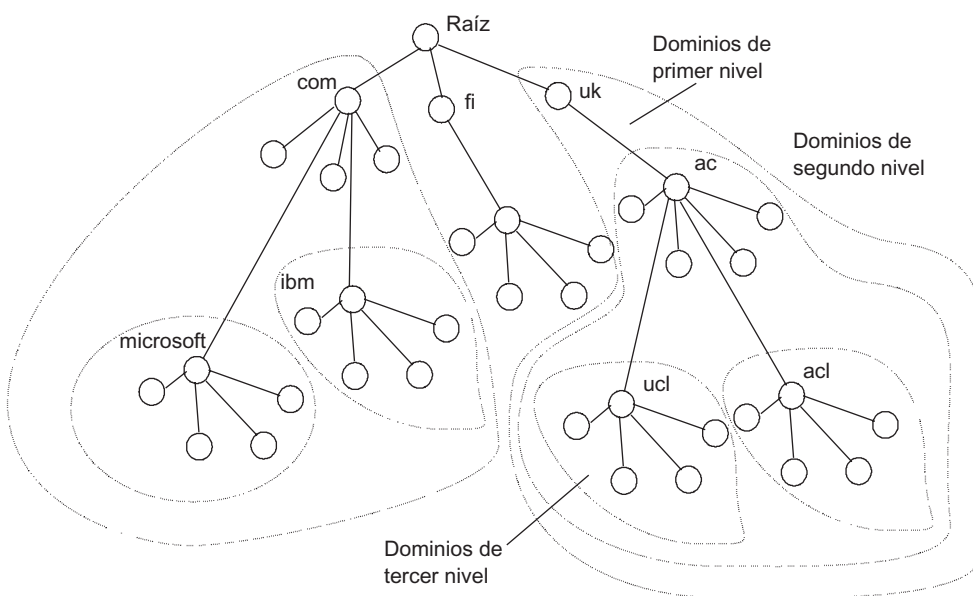 Raíz
Dominios de
primer nivel
com
fi
uk
Dominios de
segundo nivel
ac
ibm
microsoft
ucl
acl
Dominios de
tercer nivel